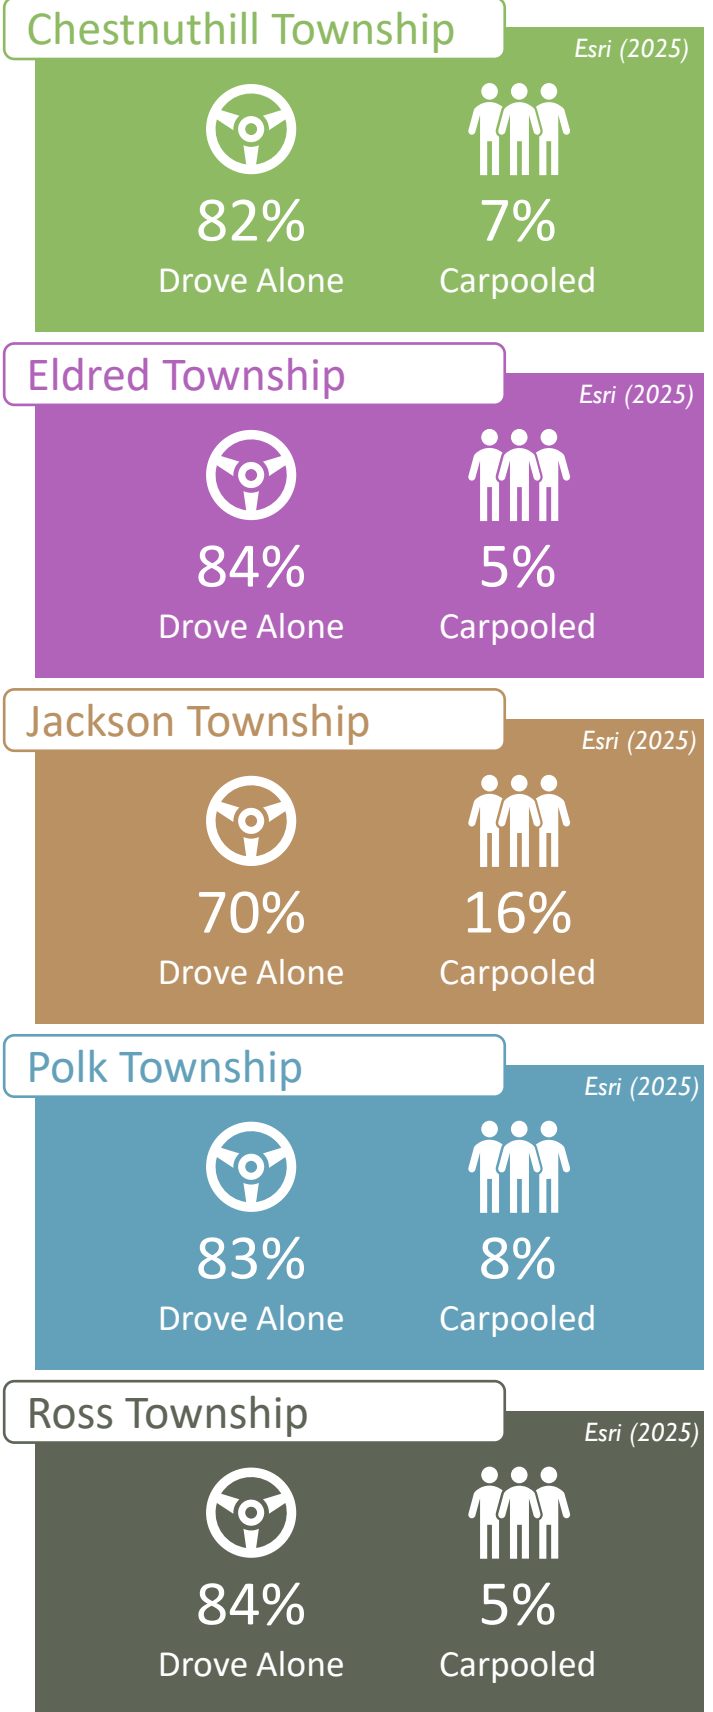 Chestnuthill Township
Esri (2025)
82%
7%
Drove Alone
Carpooled
Eldred Township
Esri (2025)
84%
5%
Drove Alone
Carpooled
Jackson Township
Esri (2025)
70%
16%
Drove Alone
Carpooled
Polk Township
Esri (2025)
83%
8%
Drove Alone
Carpooled
Ross Township
Esri (2025)
84%
5%
Drove Alone
Carpooled